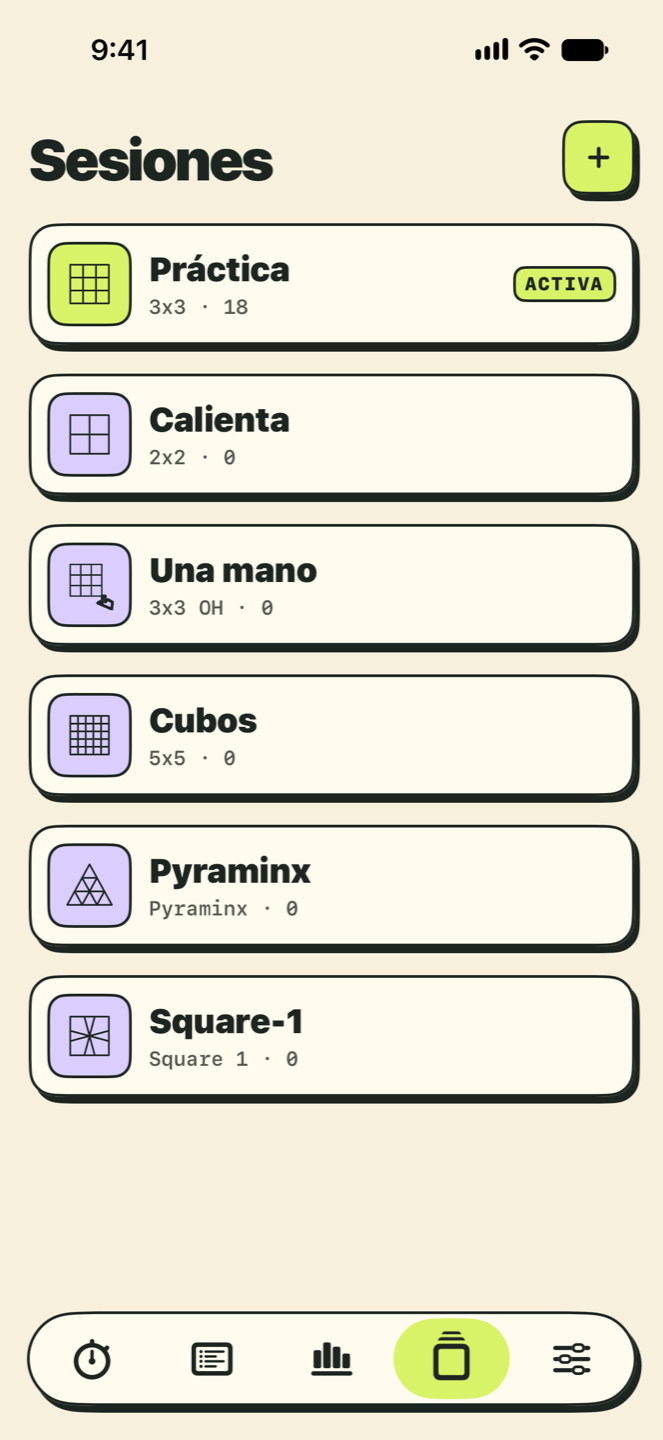 9:41
Sesiones
+
Práctica
3x3 · 18
ACTIVA
Calienta
2x2 · 0
Una mano
3x3 OH · 0
Cubos
5x5 · 0
Pyraminx
Pyraminx · 0
Square-1
Square 1 · 0